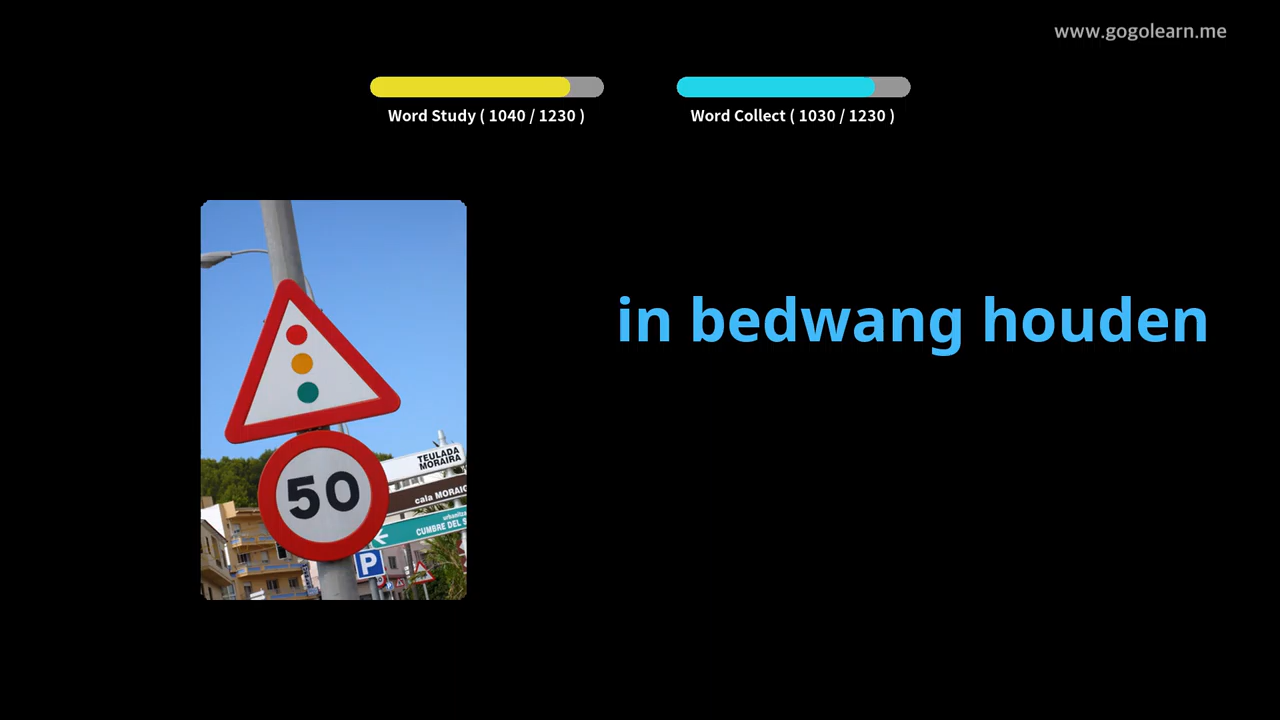 www.gogolearn.me
Word Study ( 1040 / 1230 )
Word Collect ( 1030 / 1230 )
in bedwang houden
TEULADA
MORAIRA
cala MORAIG
CUMBRE DEL S
50
P